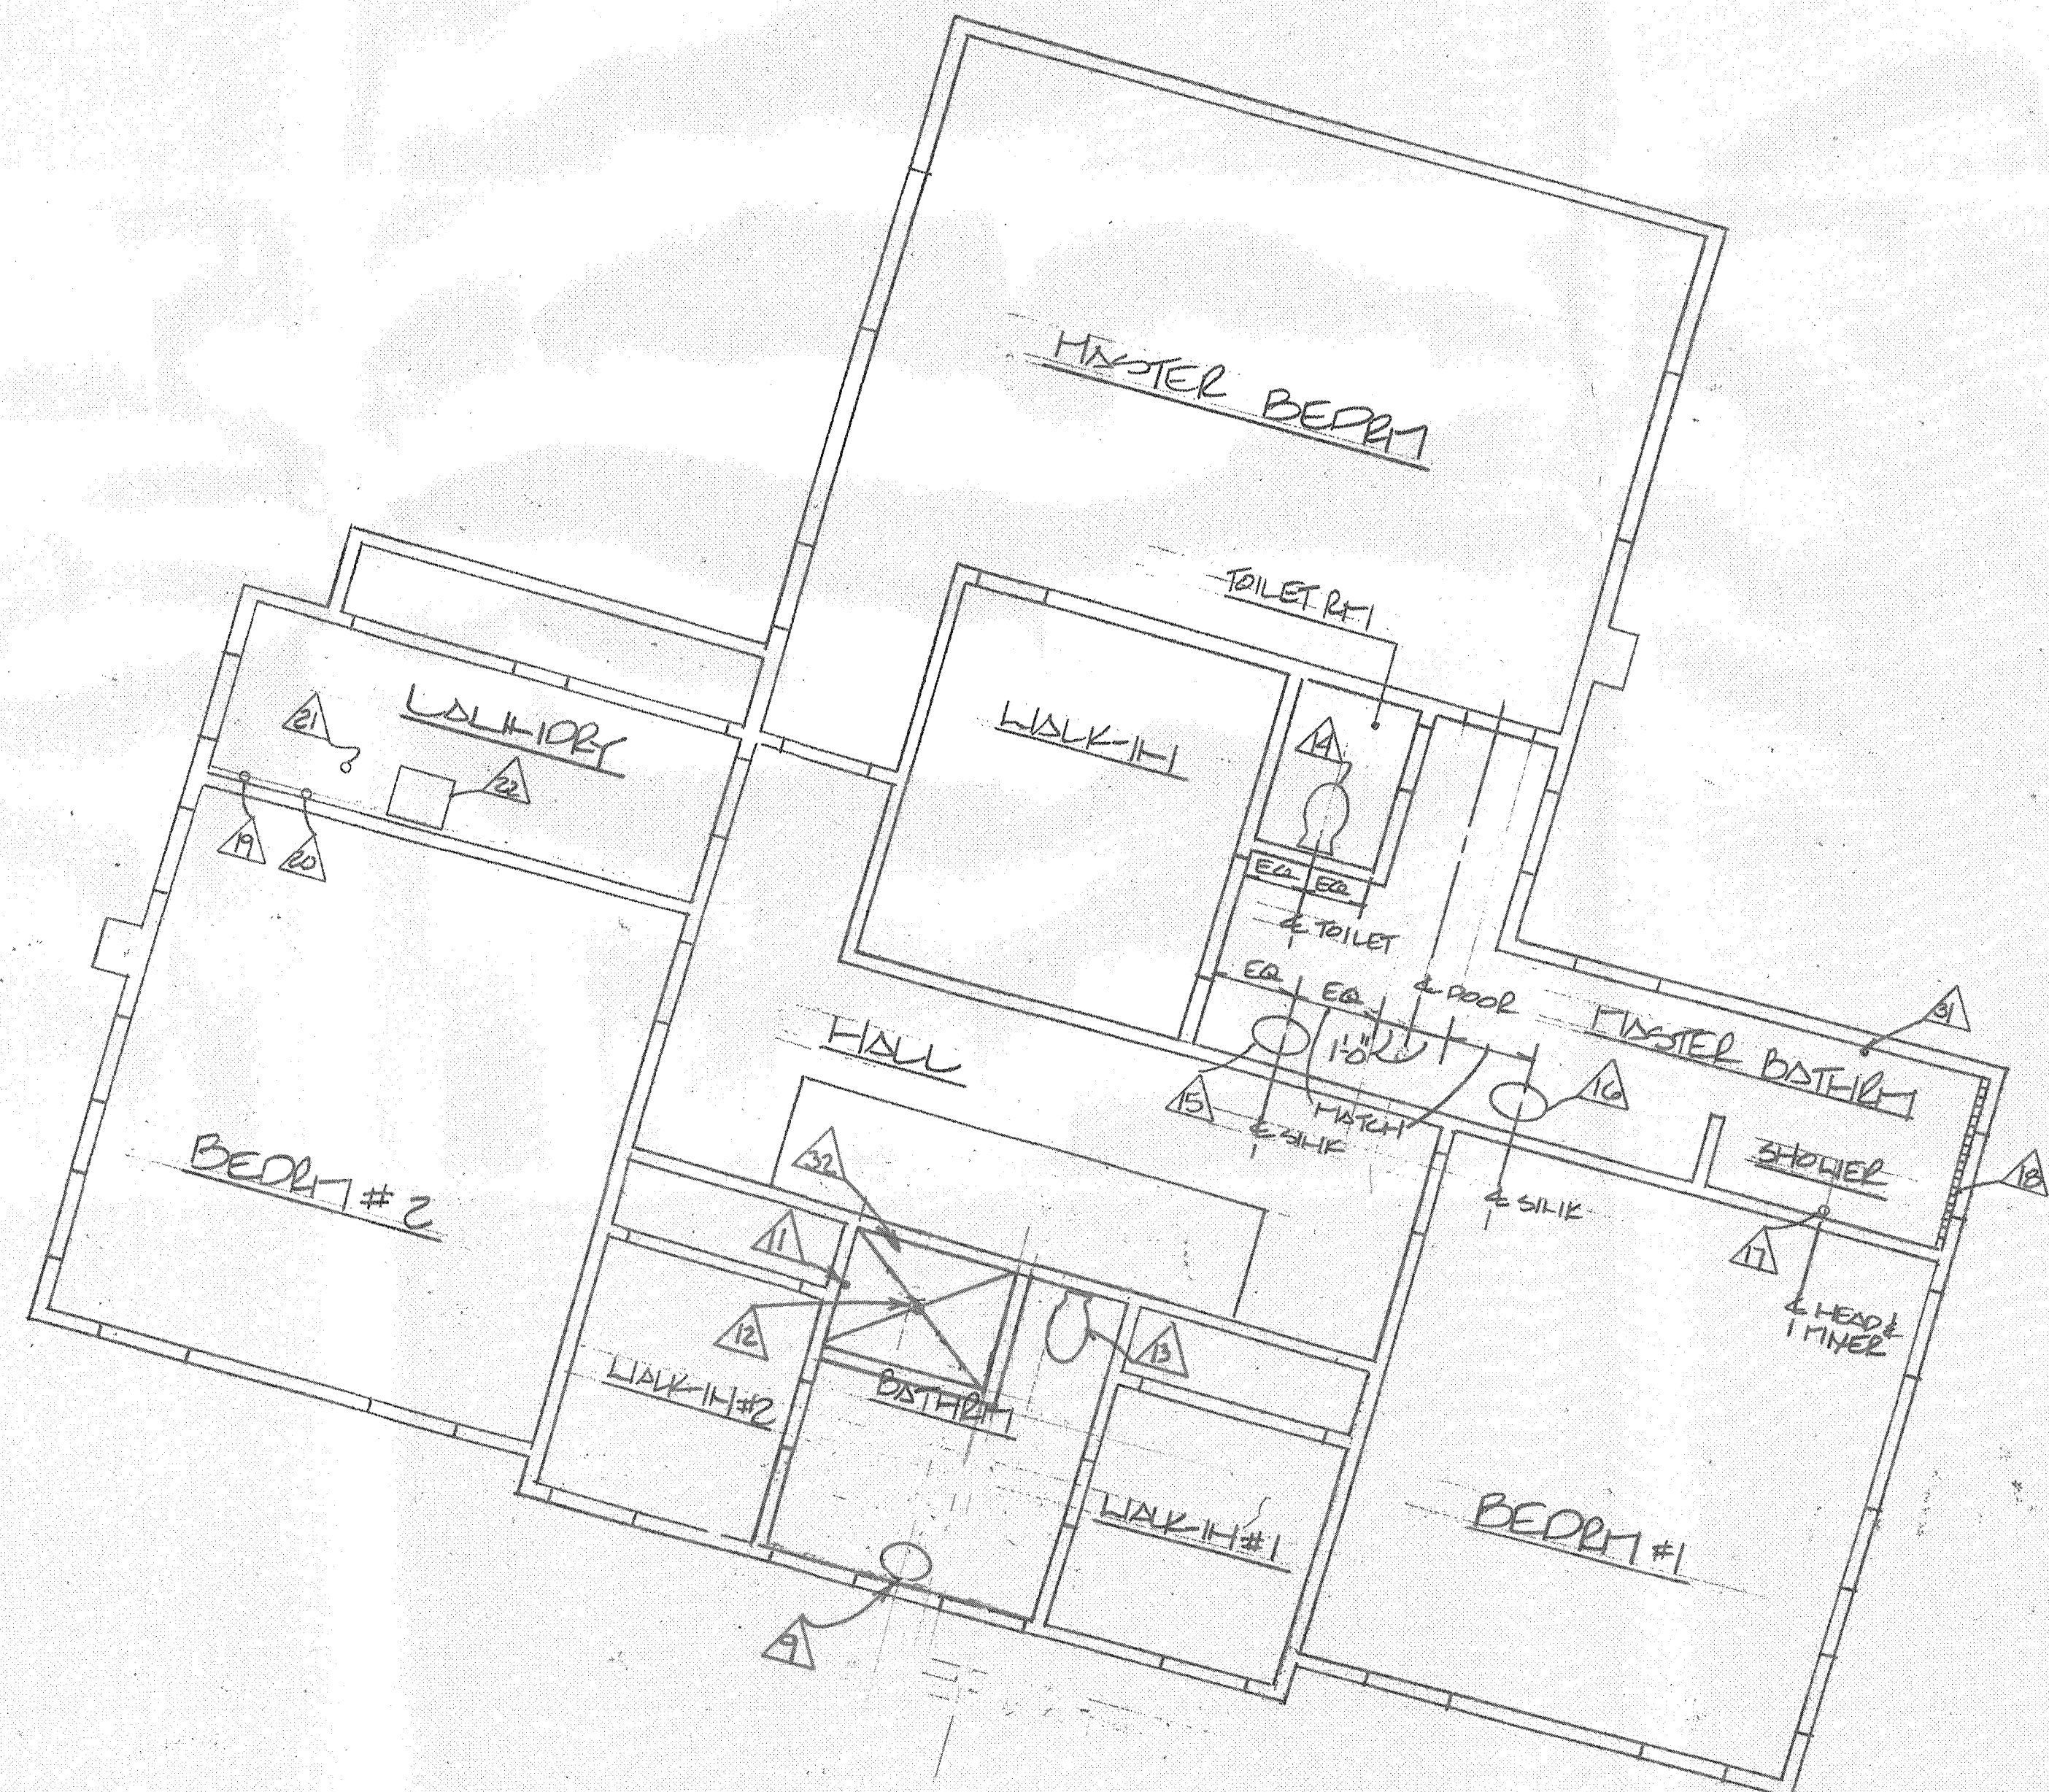 MASTER BEDRM
TOILET RM
LAUNDRY
21
22
19
20
WALK-IN
14
EQ EQ
℄ TOILET
EQ EQ
℄ DOOR
1'-0"
MASTER BATHRM
31
HALL
15
16
MATCH
℄ SINK
℄ SINK
SHOWER
18
17
℄ HEAD &
MIXER
BEDRM #2
32
11
12
13
WALK-IN #2
BATHRM
WALK-IN #1
BEDRM #1
9